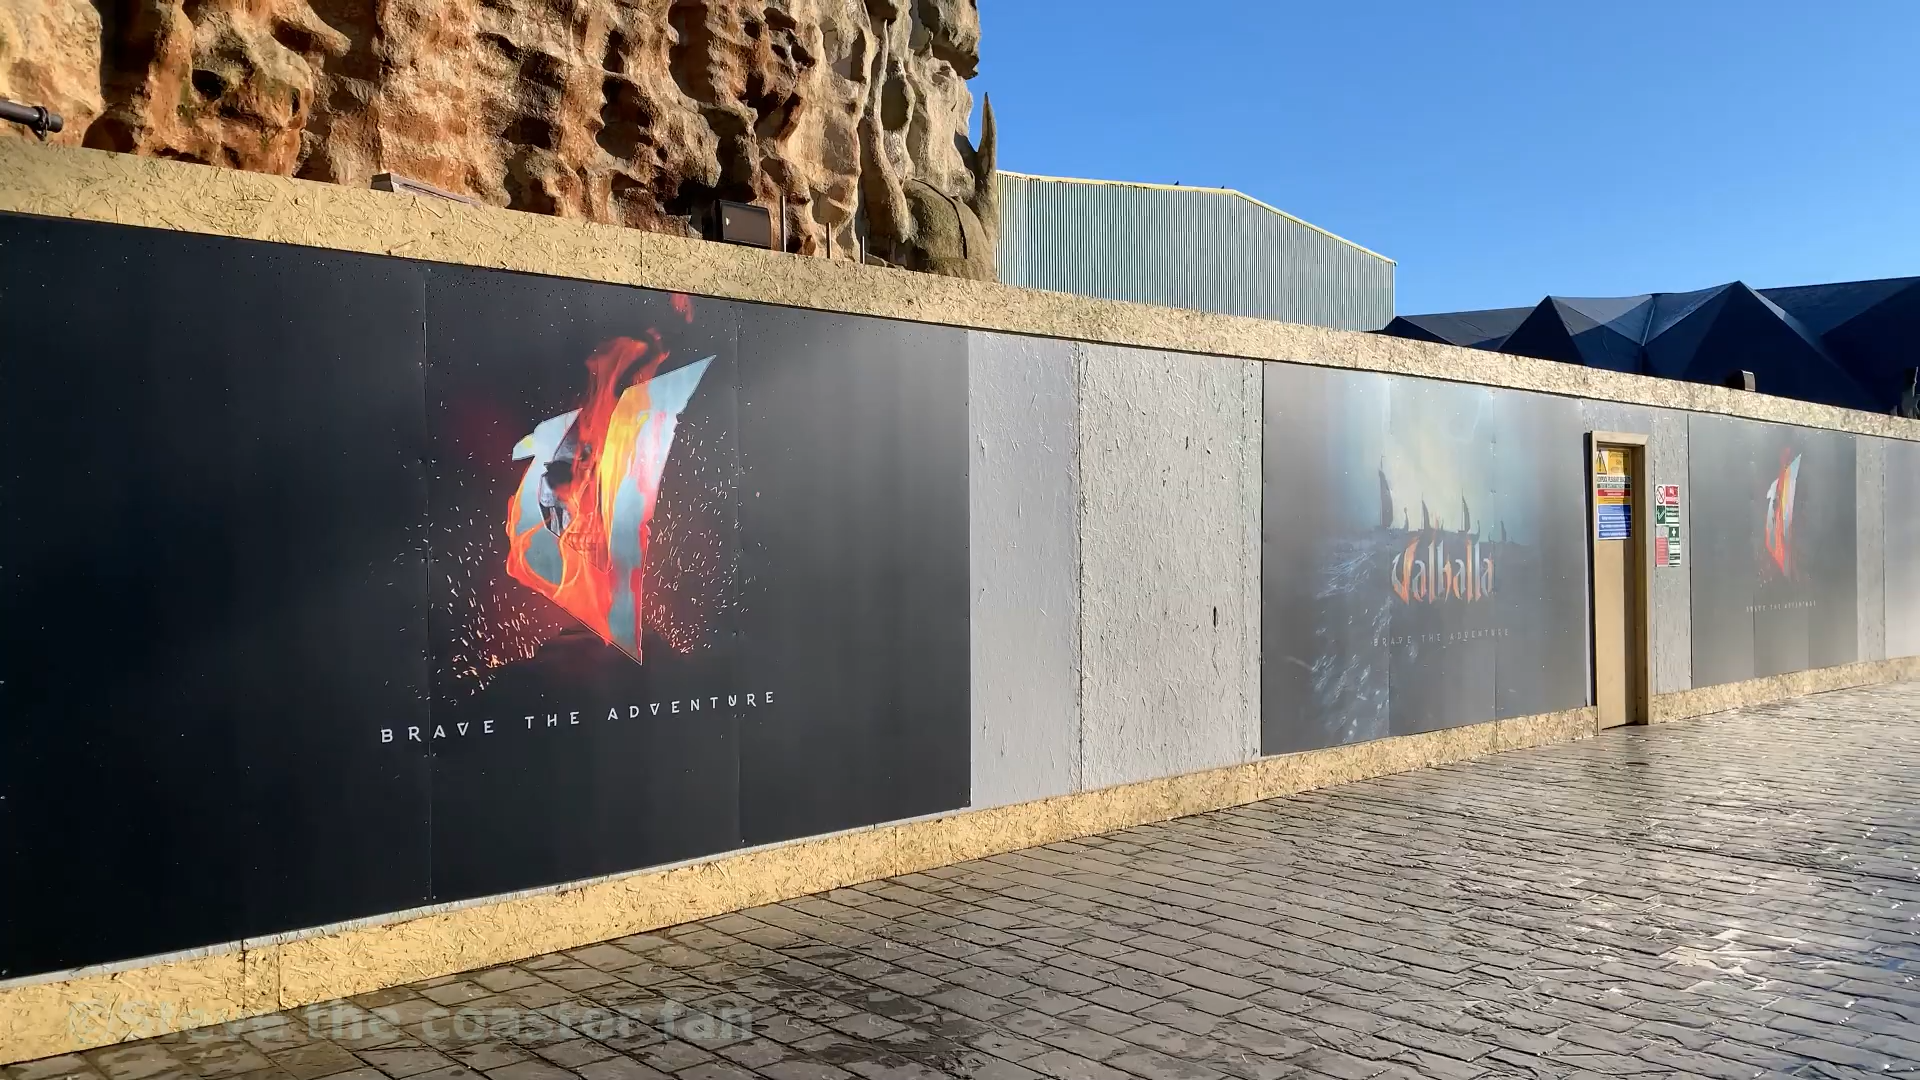 BRAVE THE ADVENTURE
Valhalla
BRAVE THE ADVENTURE
BRAVE THE ADVENTURE
©Steve the coaster fan